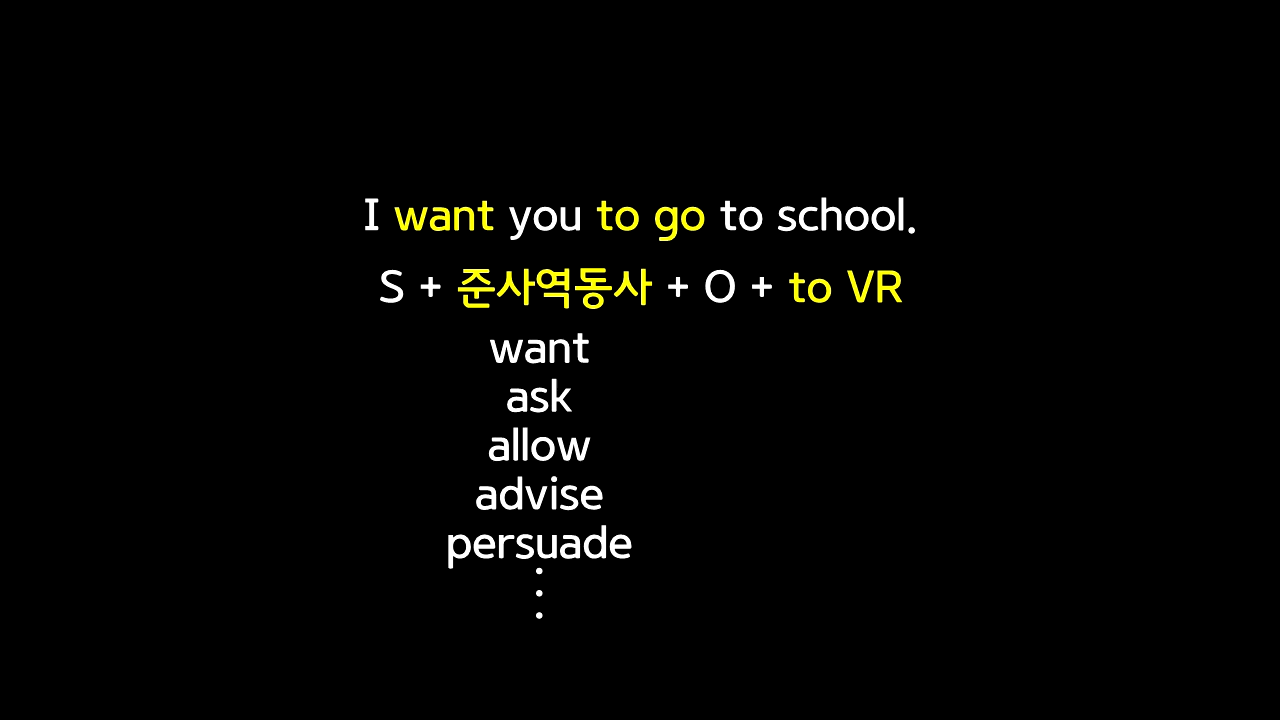 I want you to go to school.
S + 준사역동사 + O + to VR
want
ask
allow
advise
persuade
⋮